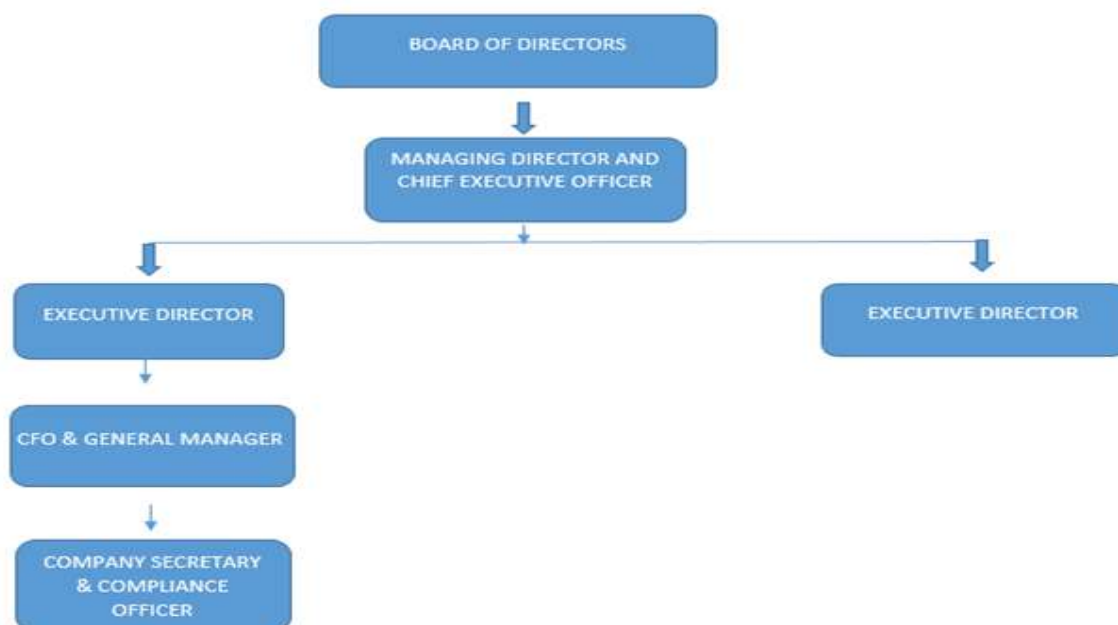 BOARD OF DIRECTORS
MANAGING DIRECTOR AND
CHIEF EXECUTIVE OFFICER
EXECUTIVE DIRECTOR
EXECUTIVE DIRECTOR
CFO & GENERAL MANAGER
COMPANY SECRETARY
& COMPLIANCE
OFFICER